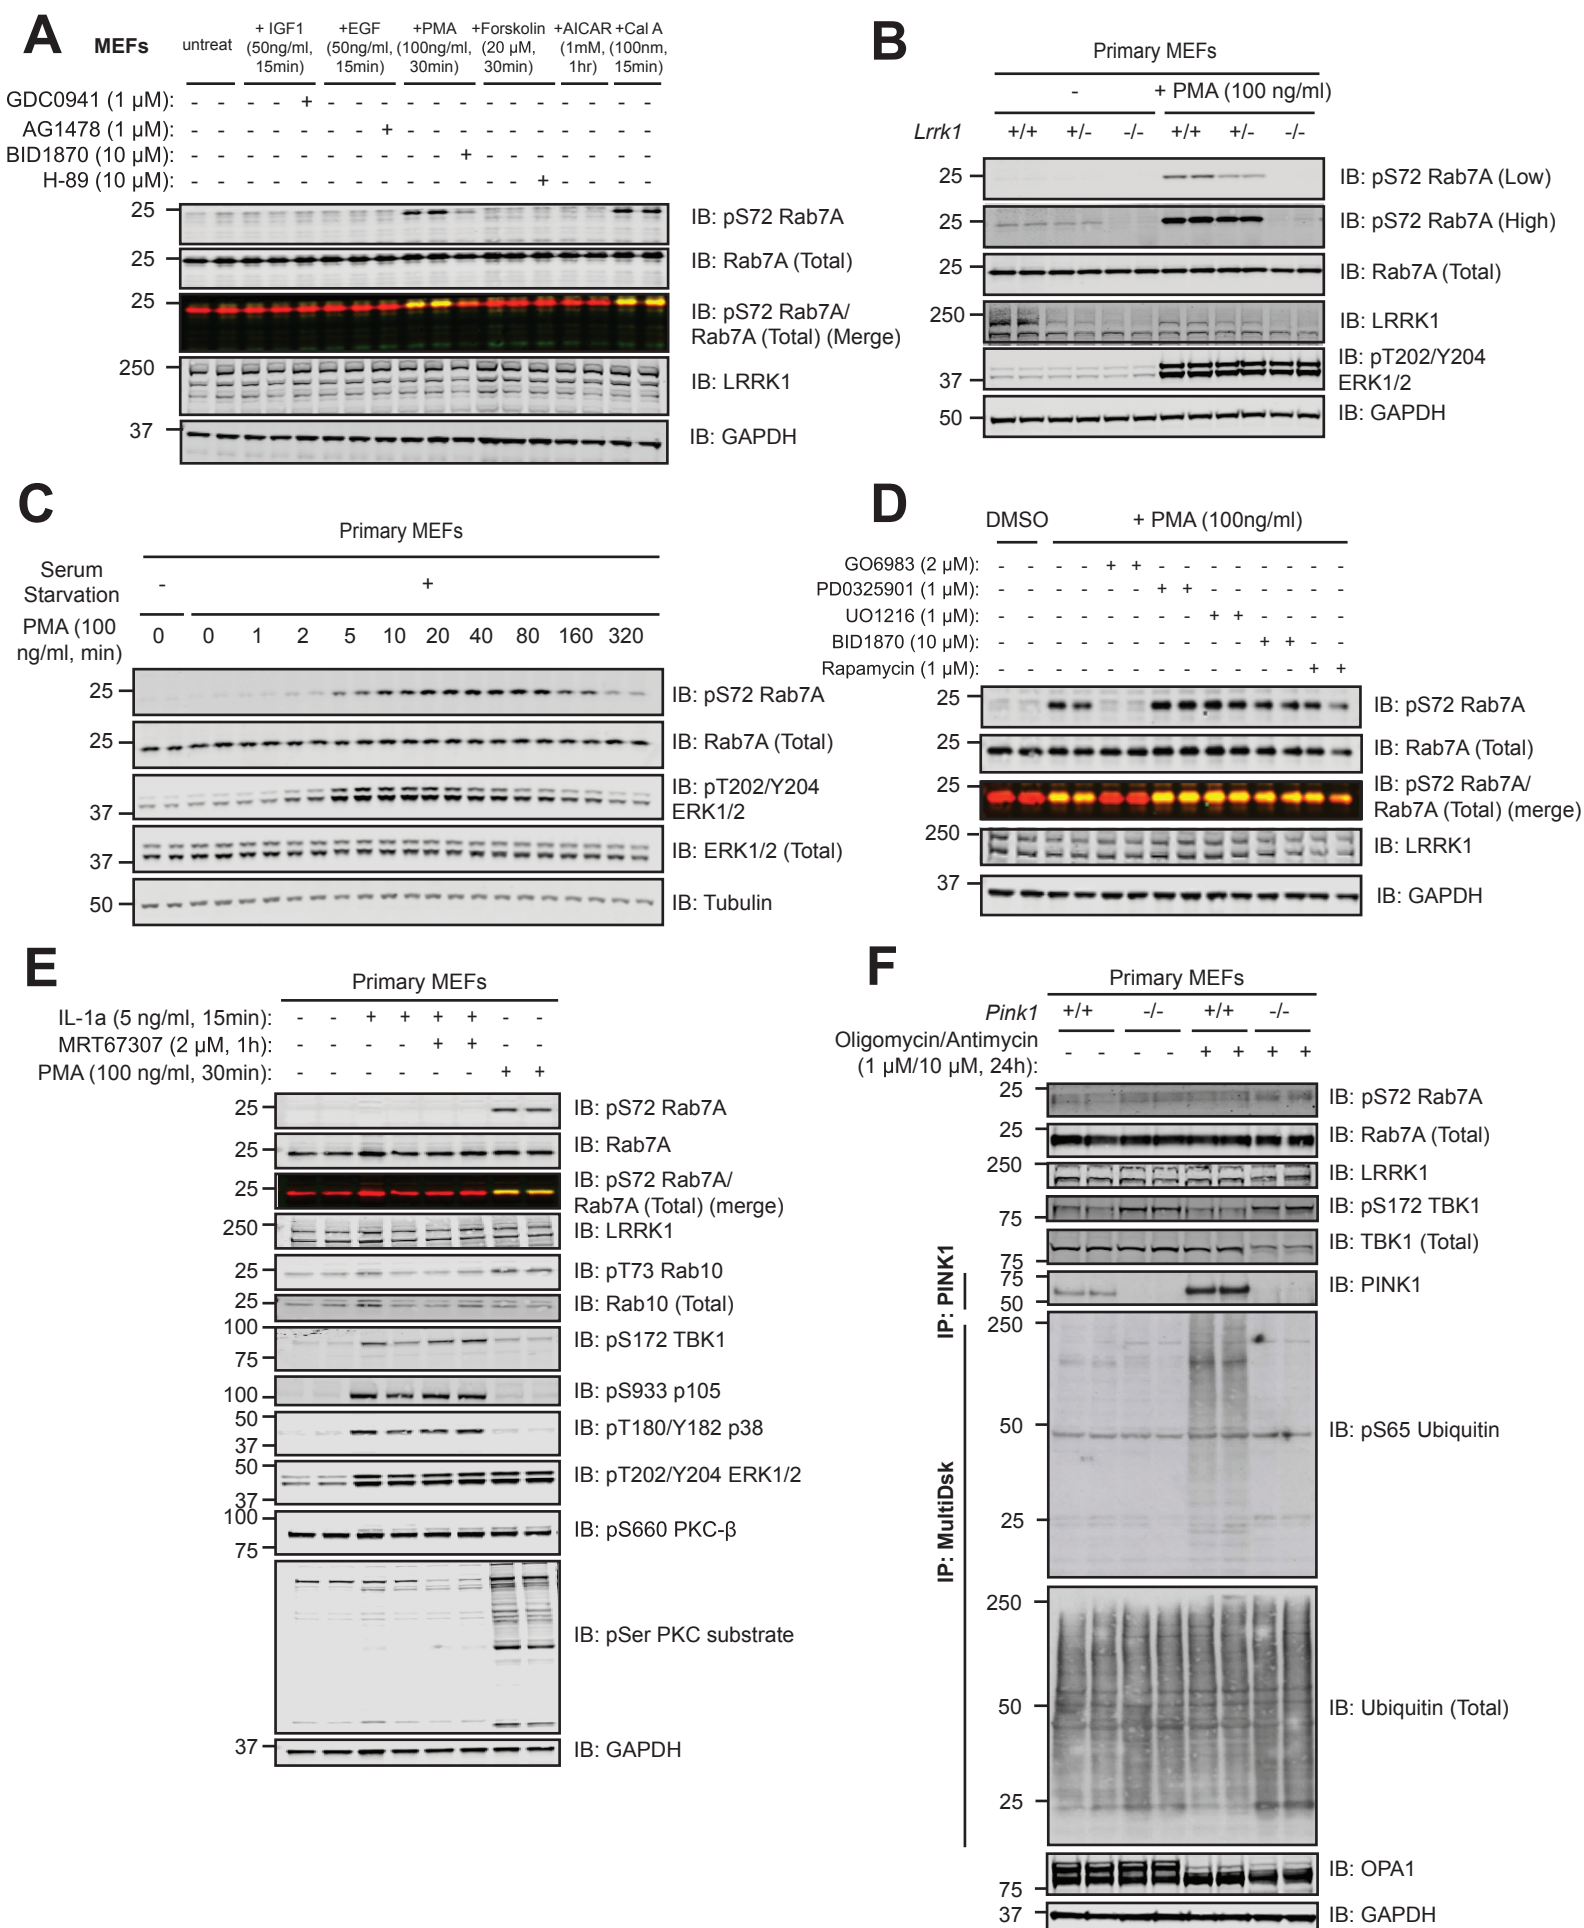 A
MEFs
untreat
+ IGF1
(50ng/ml,
15min)
+EGF
(50ng/ml,
15min)
+PMA
(100ng/ml,
30min)
+Forskolin
(20 µM,
30min)
+AICAR
(1mM,
1hr)
+Cal A
(100nm,
15min)
GDC0941 (1 µM): - - - - + - - - - - - - - - - - - -
AG1478 (1 µM): - - - - - - - + - - - - - - - - - -
BID1870 (10 µM): - - - - - - - - - - + - - - - - - -
H-89 (10 µM): - - - - - - - - - - - - - + - - - -
25
IB: pS72 Rab7A
25
IB: Rab7A (Total)
25
IB: pS72 Rab7A/
Rab7A (Total) (Merge)
250
IB: LRRK1
37
IB: GAPDH
B
Primary MEFs
- + PMA (100 ng/ml)
Lrrk1 +/+ +/- -/- +/+ +/- -/-
25
IB: pS72 Rab7A (Low)
25
IB: pS72 Rab7A (High)
25
IB: Rab7A (Total)
250
IB: LRRK1
37
IB: pT202/Y204
ERK1/2
50
IB: GAPDH
C
Primary MEFs
Serum
Starvation
- +
PMA (100
ng/ml, min)
0 0 1 2 5 10 20 40 80 160 320
25
IB: pS72 Rab7A
25
IB: Rab7A (Total)
37
IB: pT202/Y204
ERK1/2
37
IB: ERK1/2 (Total)
50
IB: Tubulin
D
DMSO + PMA (100ng/ml)
GO6983 (2 µM): - - - - + + - - - - - - - -
PD0325901 (1 µM): - - - - - - + + - - - - - -
UO1216 (1 µM): - - - - - - - - + + - - - -
BID1870 (10 µM): - - - - - - - - - - + + - -
Rapamycin (1 µM): - - - - - - - - - - - - + +
25
IB: pS72 Rab7A
25
IB: Rab7A (Total)
25
IB: pS72 Rab7A/
Rab7A (Total) (merge)
250
IB: LRRK1
37
IB: GAPDH
E
Primary MEFs
IL-1a (5 ng/ml, 15min): - - + + + + - -
MRT67307 (2 µM, 1h): - - - - + + - -
PMA (100 ng/ml, 30min): - - - - - - + +
25
IB: pS72 Rab7A
25
IB: Rab7A
25
IB: pS72 Rab7A/
Rab7A (Total) (merge)
250
IB: LRRK1
25
IB: pT73 Rab10
25
IB: Rab10 (Total)
100
75
IB: pS172 TBK1
100
IB: pS933 p105
50
37
IB: pT180/Y182 p38
50
37
IB: pT202/Y204 ERK1/2
100
75
IB: pS660 PKC-β
IB: pSer PKC substrate
37
IB: GAPDH
F
Primary MEFs
Pink1 +/+ -/- +/+ -/-
Oligomycin/Antimycin
(1 µM/10 µM, 24h):
- - - - + + + +
25
IB: pS72 Rab7A
25
IB: Rab7A (Total)
250
IB: LRRK1
75
IB: pS172 TBK1
75
IB: TBK1 (Total)
IP: PINK1
75
50
IB: PINK1
IP: MultiDsk
250
50
25
IB: pS65 Ubiquitin
250
50
25
IB: Ubiquitin (Total)
75
IB: OPA1
37
IB: GAPDH